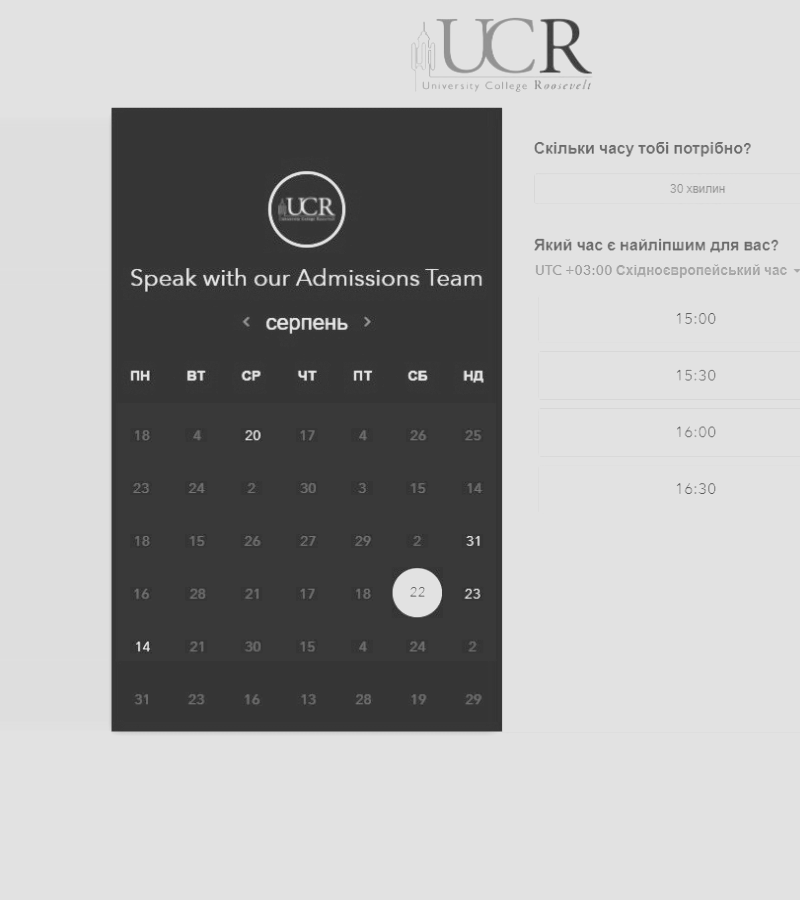 UCR
University College Roosevelt
UCR
Speak with our Admissions Team
серпень
ПН ВТ СР ЧТ ПТ СБ НД
18 4 20 17 4 26 25
23 24 2 30 3 15 14
18 15 26 27 29 2 31
16 28 21 17 18 22 23
14 21 30 15 4 24 2
31 23 16 13 28 19 29
Скільки часу тобі потрібно?
30 хвилин
Який час є найліпшим для вас?
UTC +03:00 Східноєвропейський час
15:00
15:30
16:00
16:30